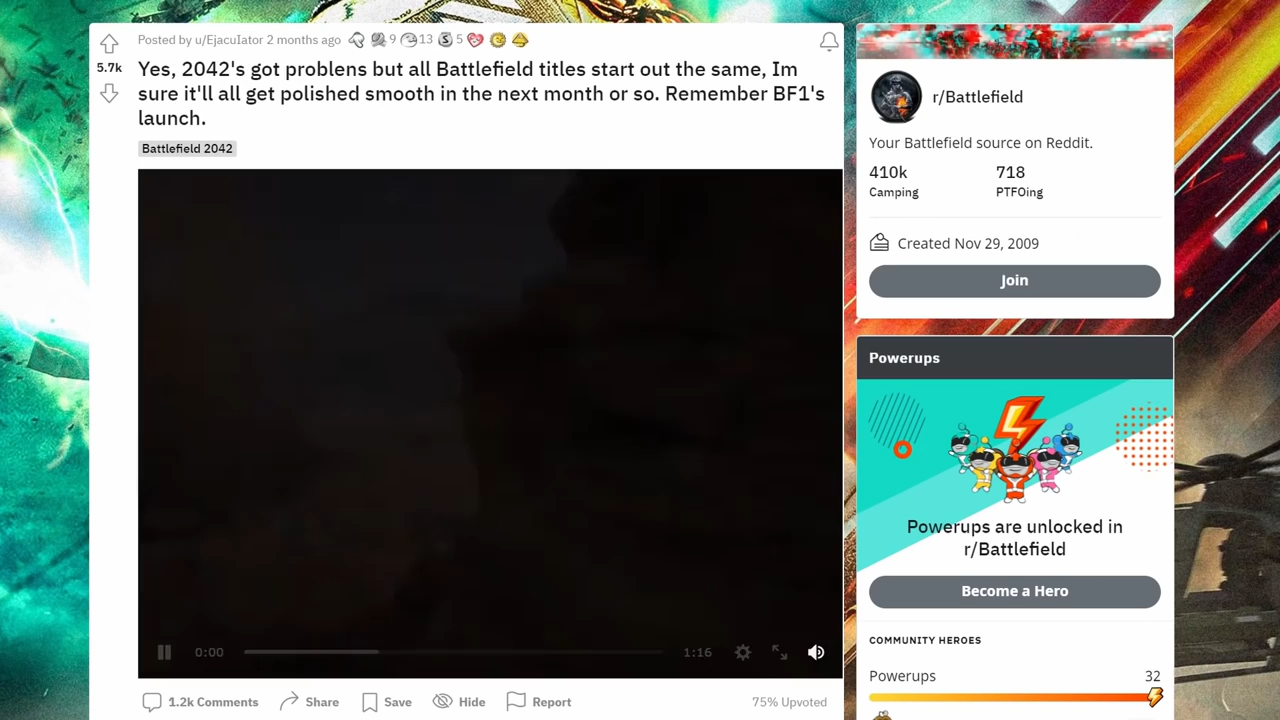 Posted by u/EjacuIator 2 months ago 9 13 5
5.7k
Yes, 2042's got problens but all Battlefield titles start out the same, Im
sure it'll all get polished smooth in the next month or so. Remember BF1's
launch.
Battlefield 2042
0:00 1:16
1.2k Comments Share Save Hide Report 75% Upvoted
r/Battlefield
Your Battlefield source on Reddit.
410k 718
Camping PTFOing
Created Nov 29, 2009
Join
Powerups
Powerups are unlocked in
r/Battlefield
Become a Hero
COMMUNITY HEROES
Powerups 32